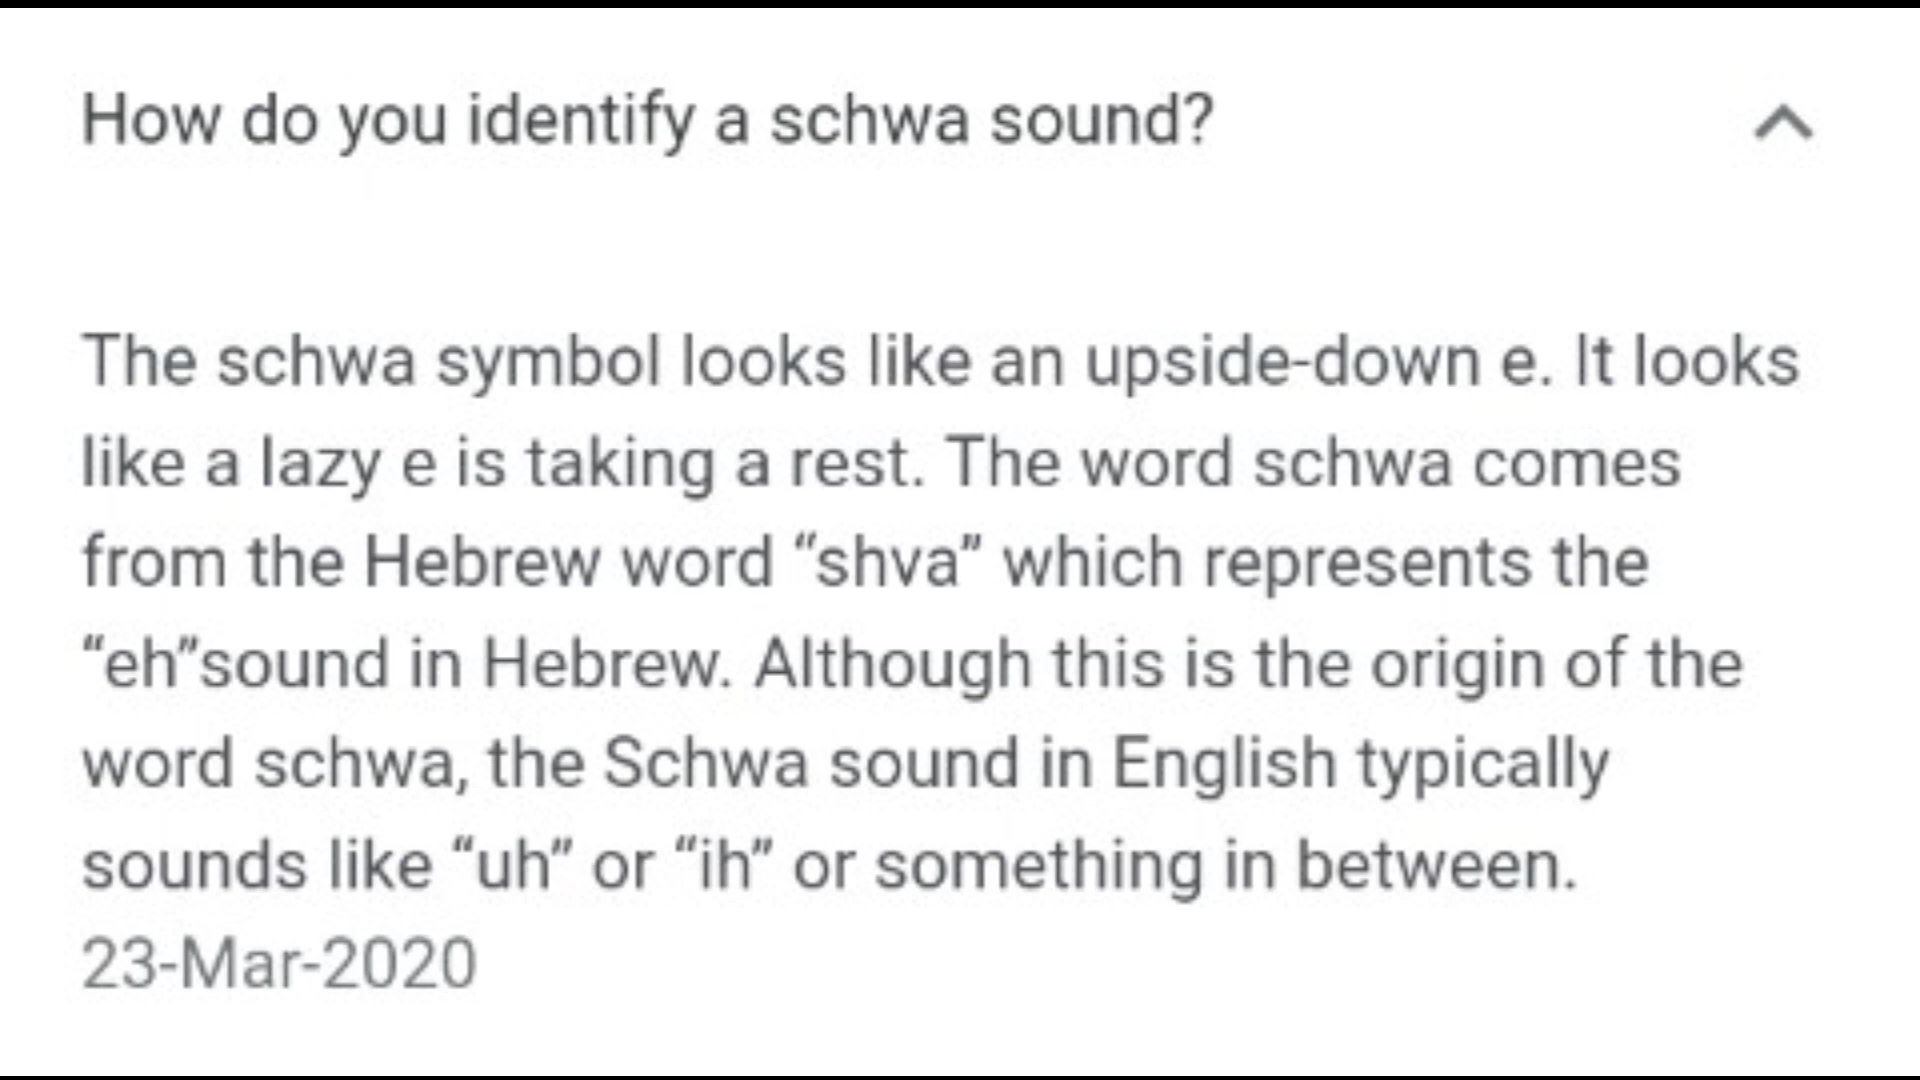 How do you identify a schwa sound?
The schwa symbol looks like an upside-down e. It looks
like a lazy e is taking a rest. The word schwa comes
from the Hebrew word “shva” which represents the
“eh”sound in Hebrew. Although this is the origin of the
word schwa, the Schwa sound in English typically
sounds like “uh” or “ih” or something in between.
23-Mar-2020